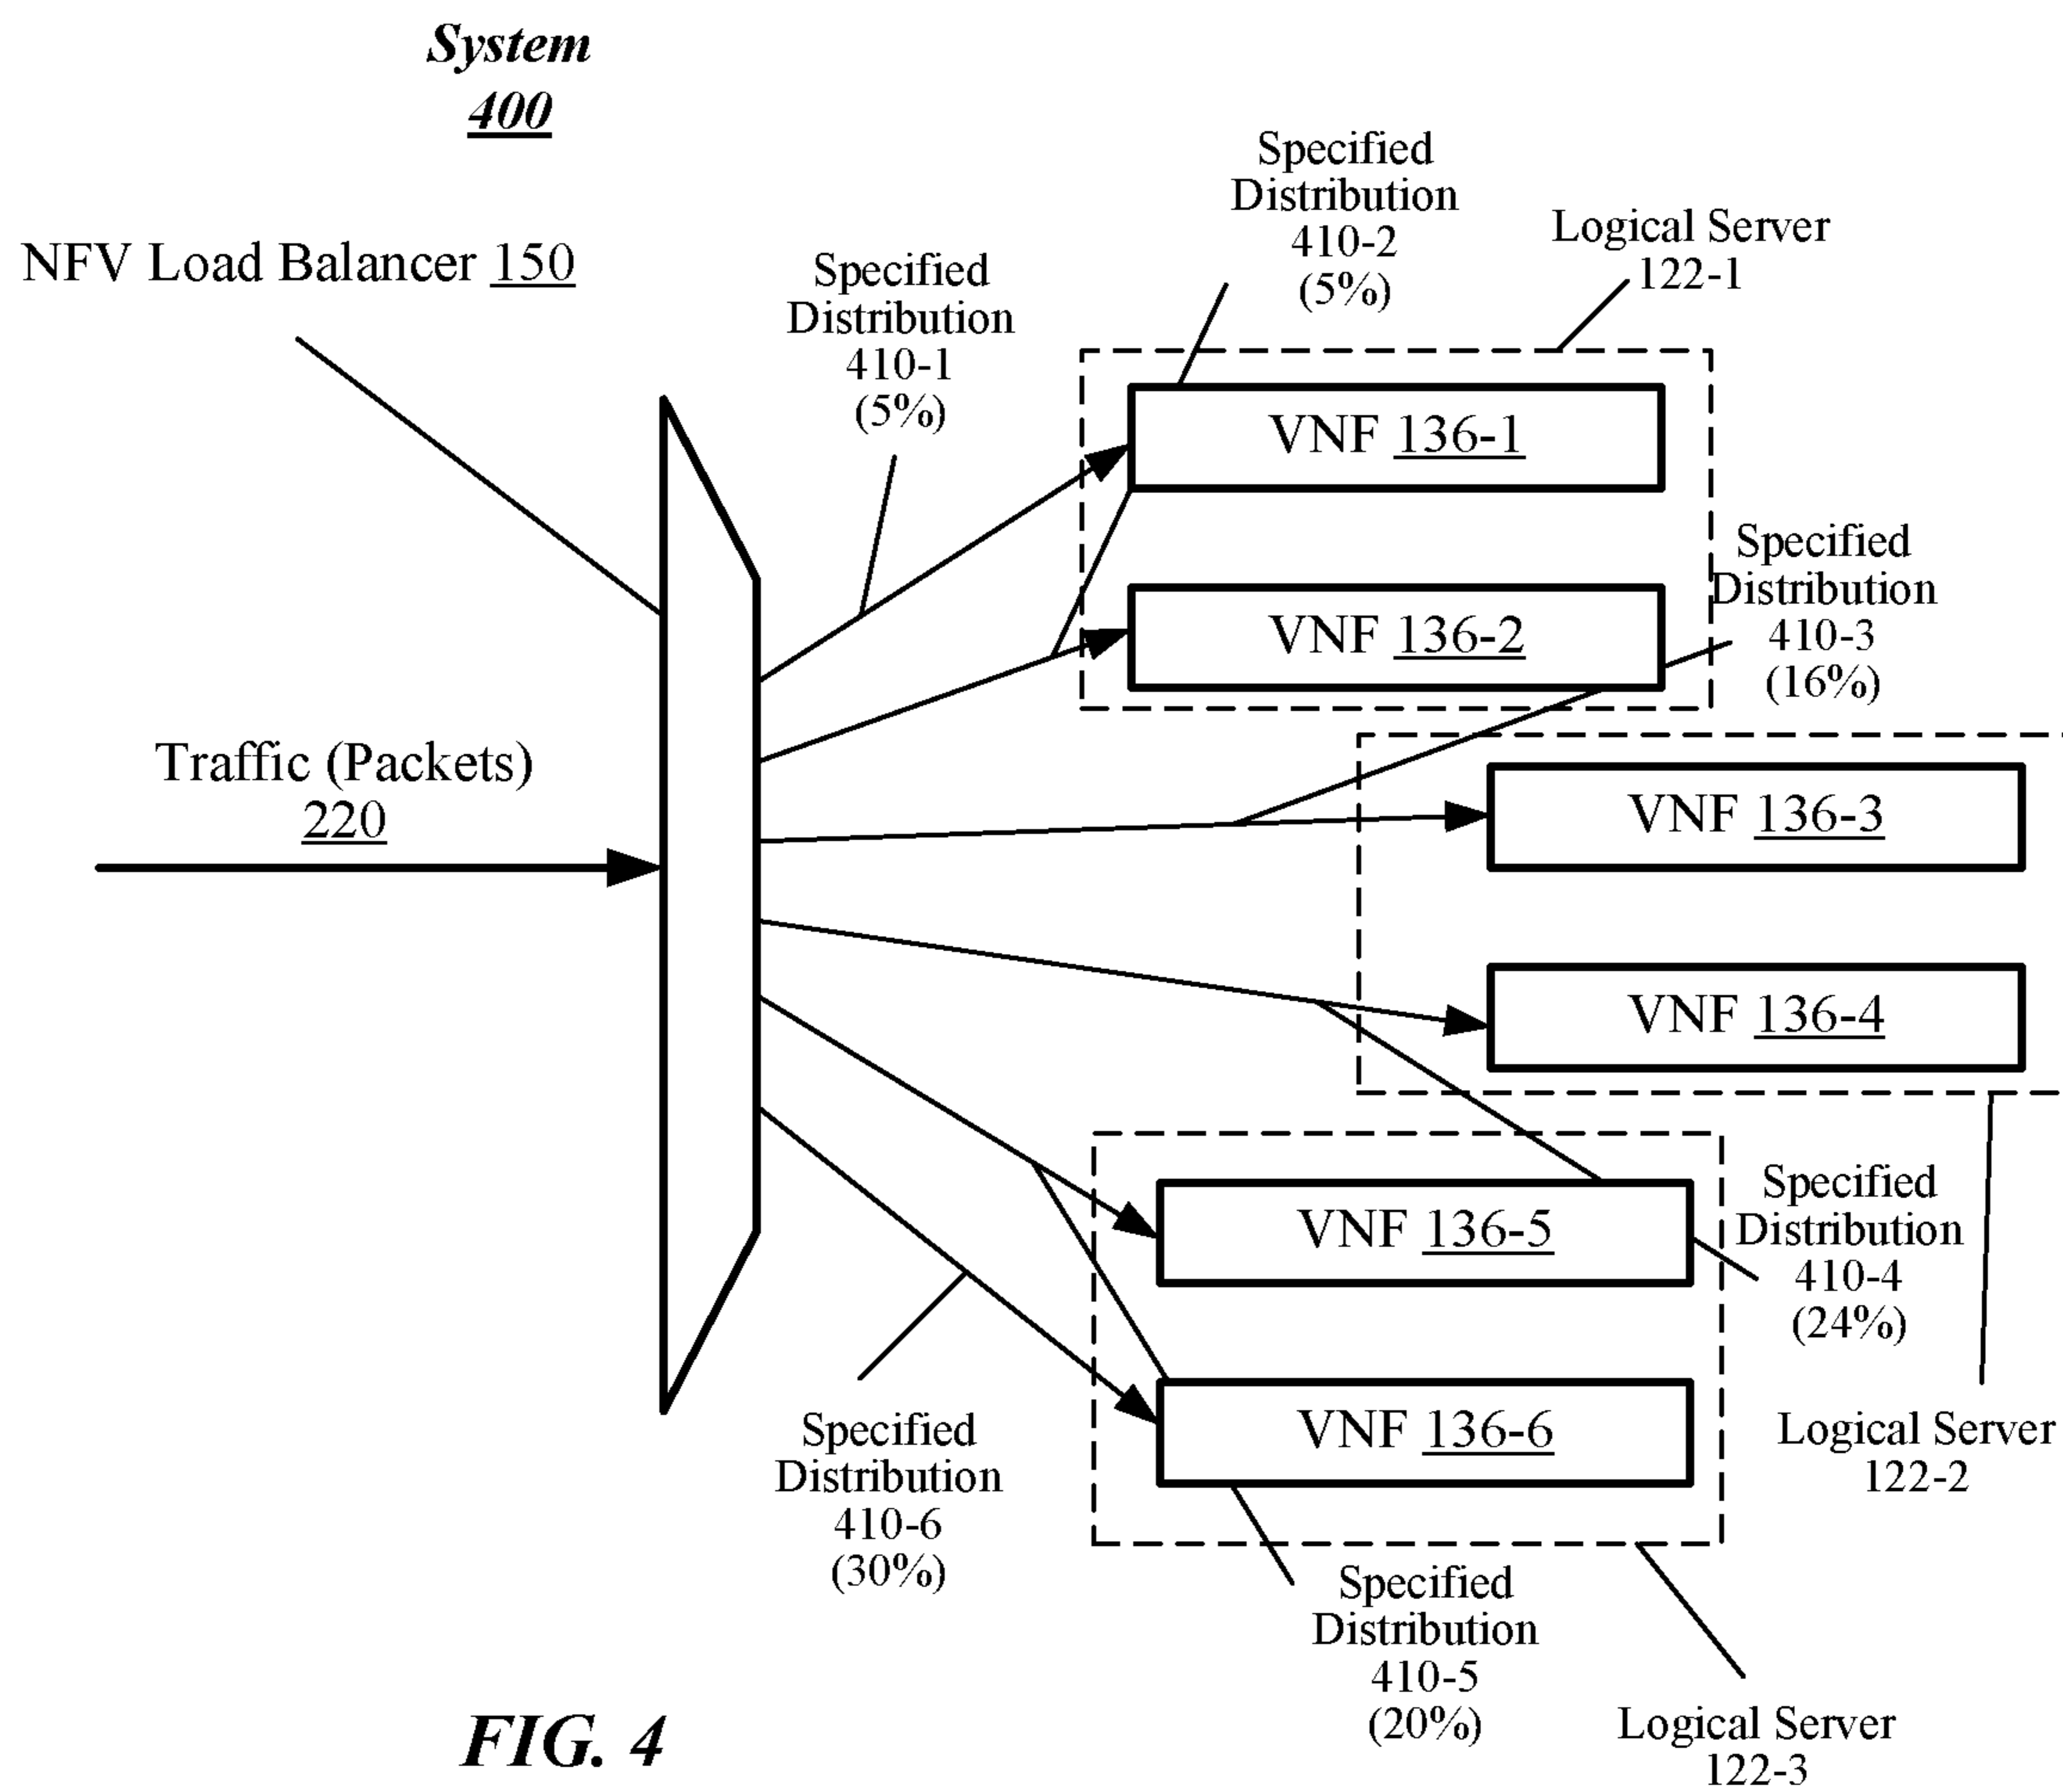 System
400
NFV Load Balancer 150
Specified
Distribution
410-1
(5%)
Specified
Distribution
410-2
(5%)
Logical Server
122-1
VNF 136-1
VNF 136-2
Specified
Distribution
410-3
(16%)
Traffic (Packets)
220
VNF 136-3
VNF 136-4
VNF 136-5
Specified
Distribution
410-4
(24%)
VNF 136-6
Logical Server
122-2
Specified
Distribution
410-6
(30%)
Specified
Distribution
410-5
(20%)
Logical Server
122-3
FIG. 4